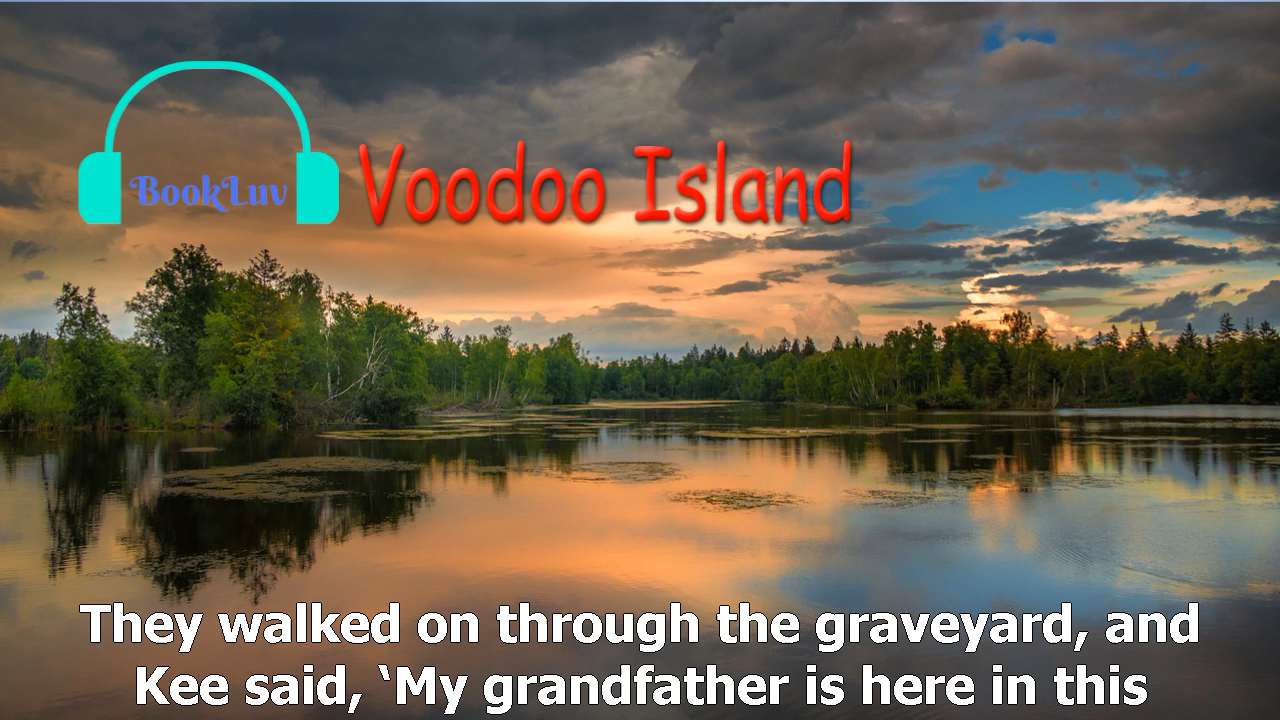 BookLuv
Voodoo Island
They walked on through the graveyard, and
Kee said, ‘My grandfather is here in this